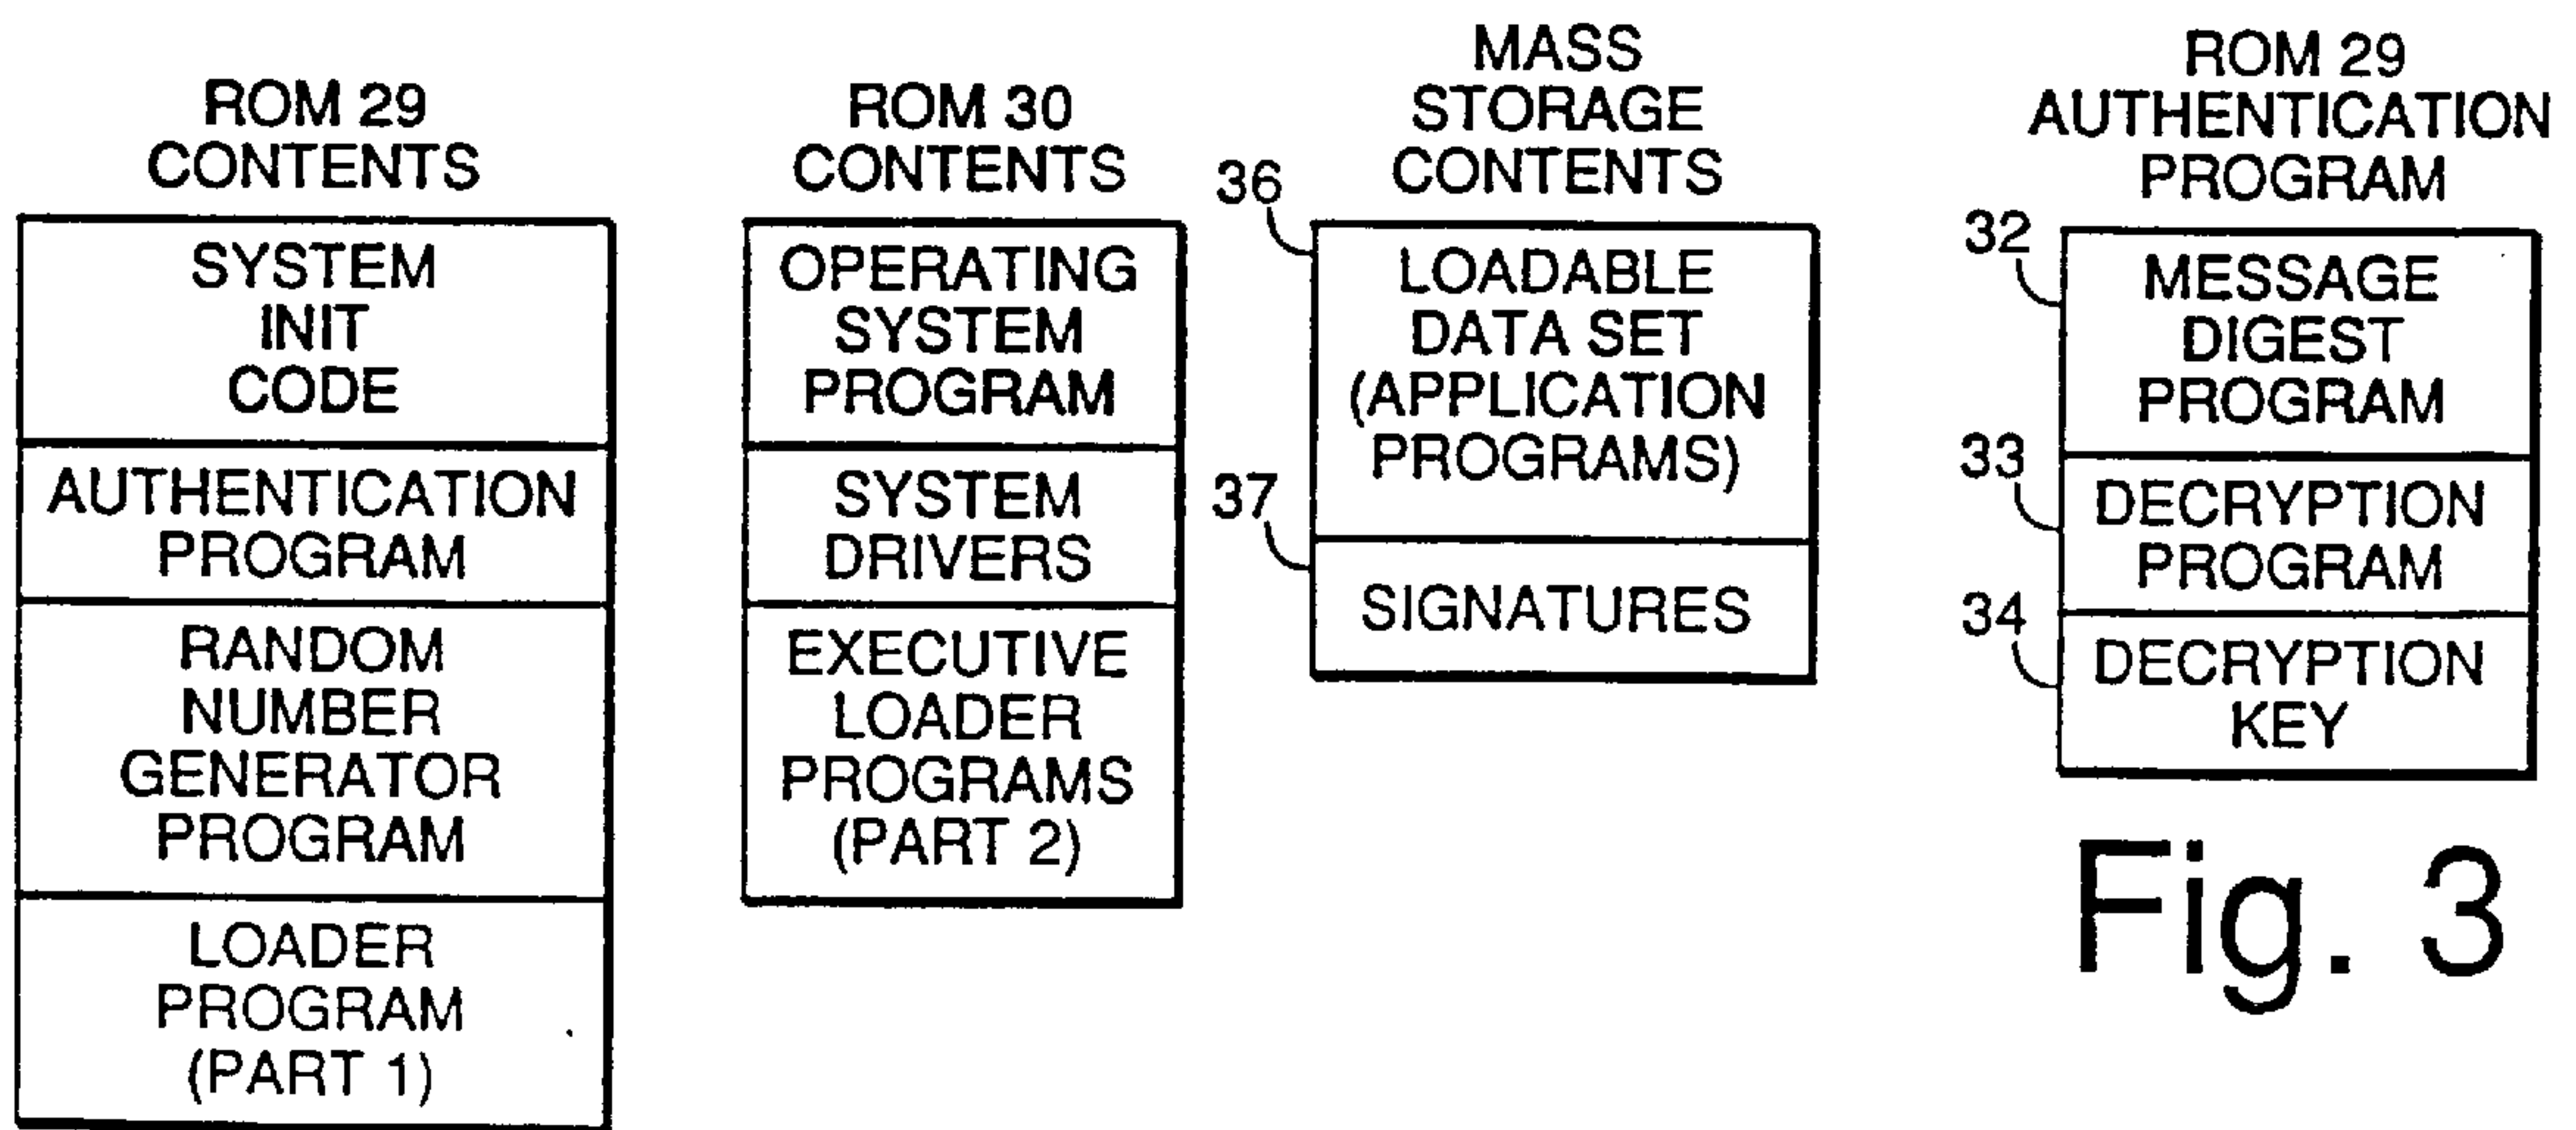 ROM 29
CONTENTS
SYSTEM
INIT
CODE
AUTHENTICATION
PROGRAM
RANDOM
NUMBER
GENERATOR
PROGRAM
LOADER
PROGRAM
(PART 1)
ROM 30
CONTENTS
OPERATING
SYSTEM
PROGRAM
SYSTEM
DRIVERS
EXECUTIVE
LOADER
PROGRAMS
(PART 2)
MASS
STORAGE
CONTENTS
36
LOADABLE
DATA SET
(APPLICATION
PROGRAMS)
37
SIGNATURES
ROM 29
AUTHENTICATION
PROGRAM
32
MESSAGE
DIGEST
PROGRAM
33
DECRYPTION
PROGRAM
34
DECRYPTION
KEY
Fig. 3